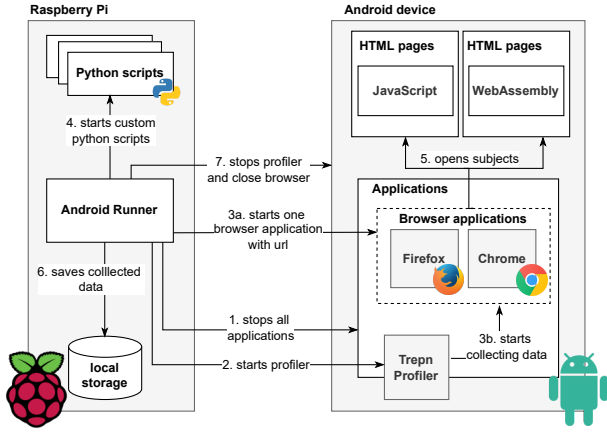 Raspberry Pi
Python scripts
4. starts custom
python scripts
Android Runner
6. saves colllected
data
local
storage
7. stops profiler
and close browser
3a. starts one
browser application
with url
1. stops all
applications
2. starts profiler
Android device
HTML pages
JavaScript
HTML pages
WebAssembly
5. opens subjects
Applications
Browser applications
Firefox
Chrome
3b. starts
collecting data
Trepn
Profiler